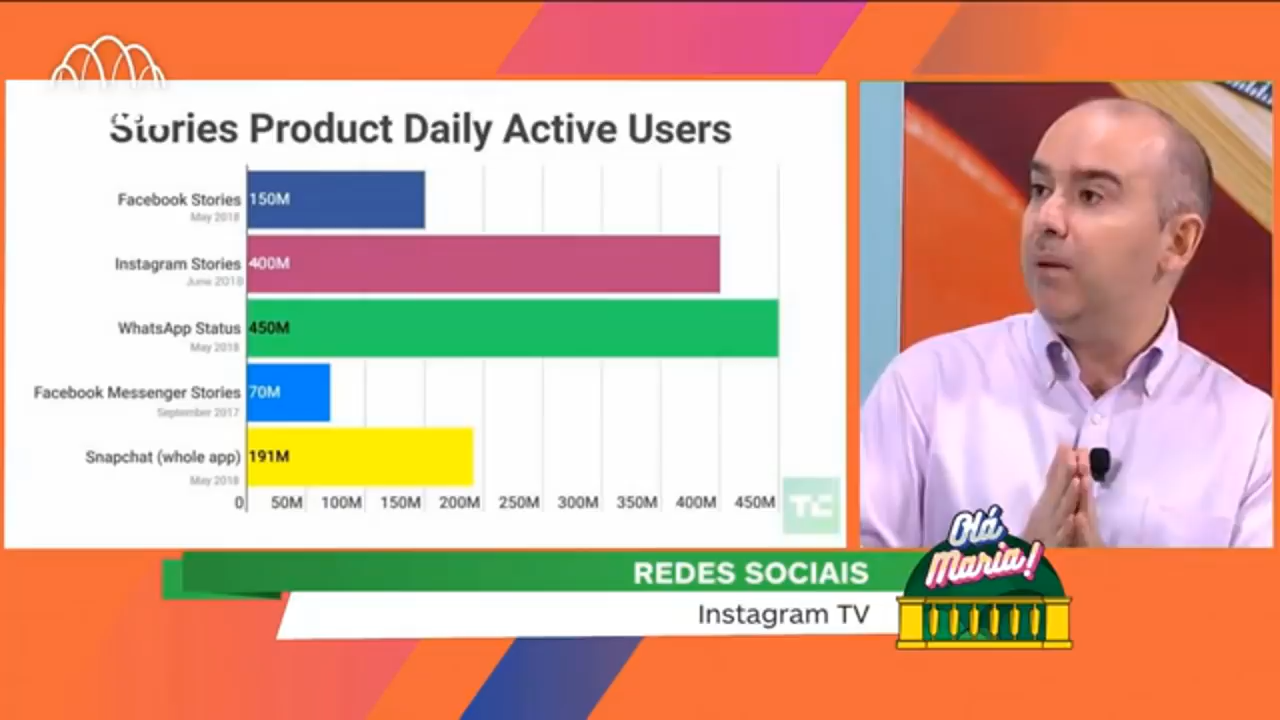 Stories Product Daily Active Users
Facebook Stories 150M
May 2018
Instagram Stories 400M
June 2018
WhatsApp Status 450M
May 2018
Facebook Messenger Stories 70M
September 2017
Snapchat (whole app) 191M
May 2018
0 50M 100M 150M 200M 250M 300M 350M 400M 450M
TC
REDES SOCIAIS
Instagram TV
Olá
Maria!